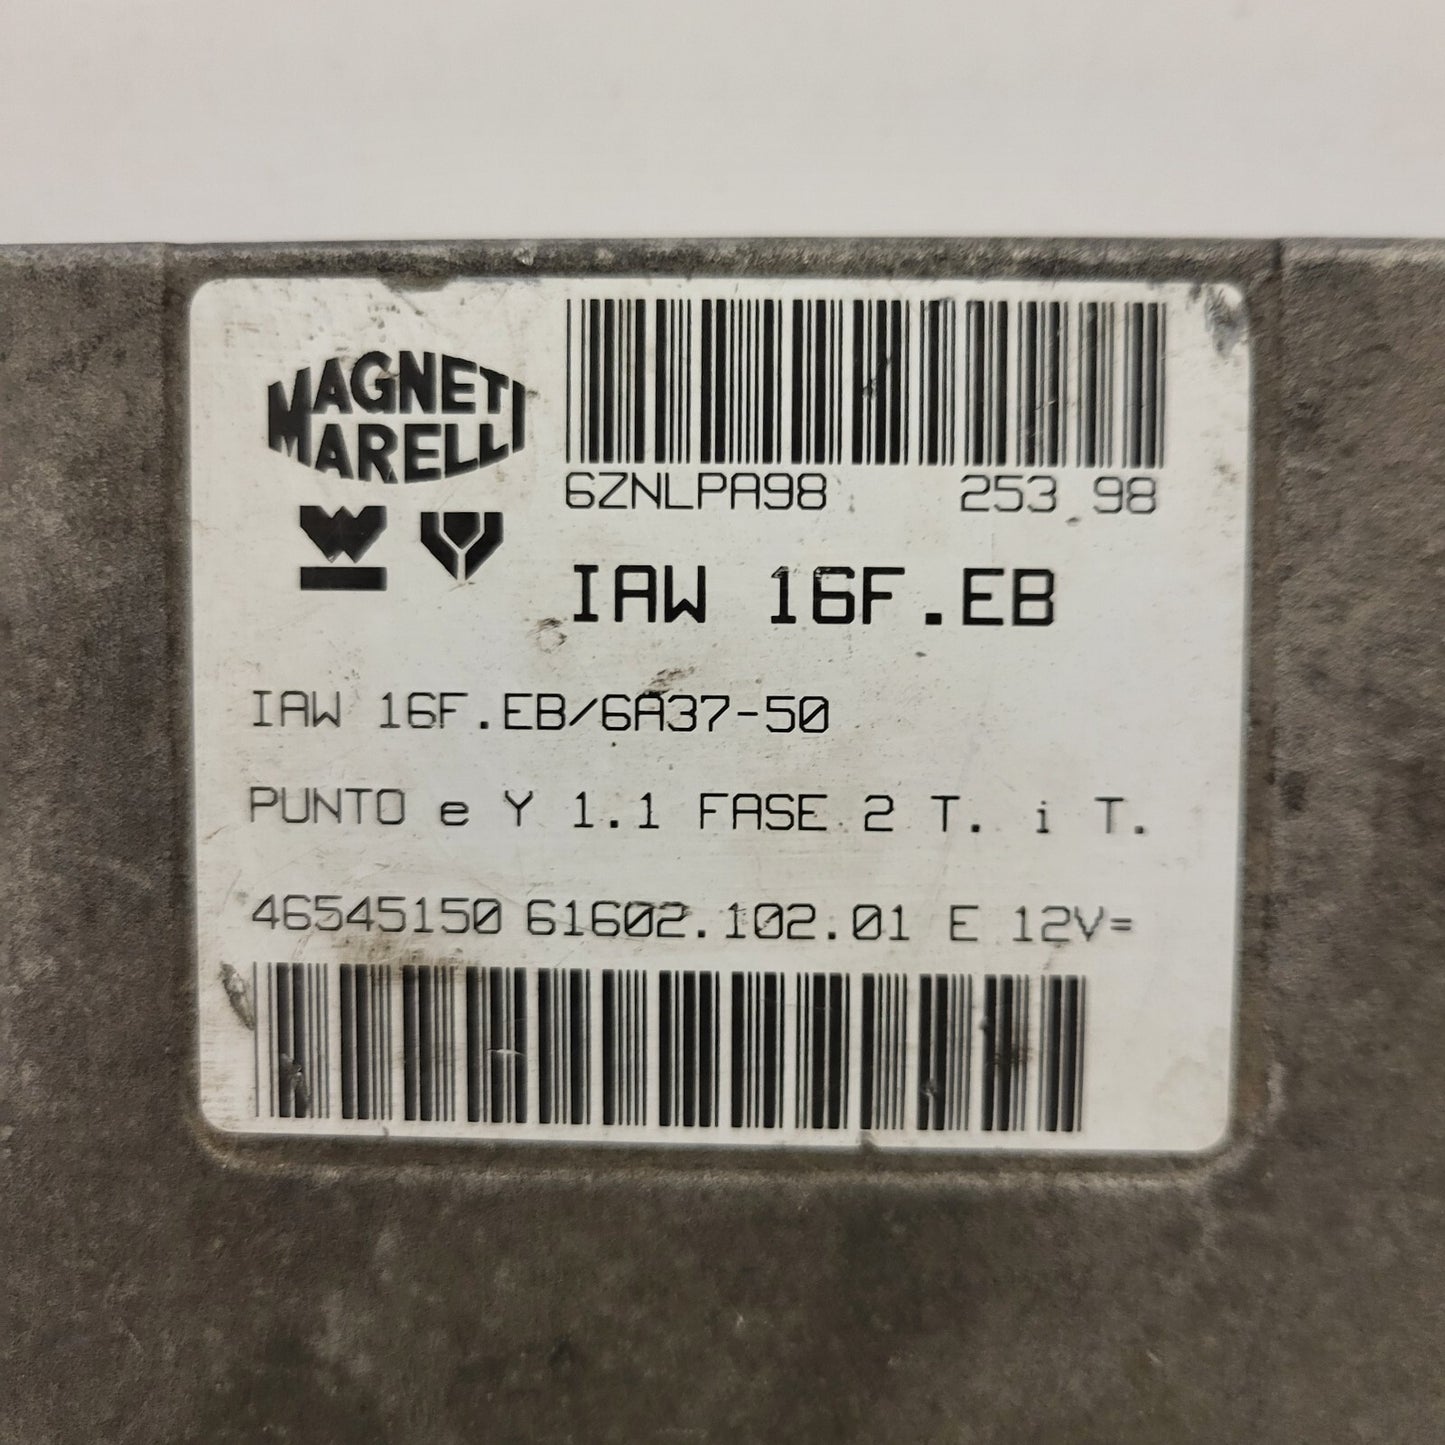 MAGNETI
MARELLI
6ZNLPA98 253 98
IAW 16F.EB
IAW 16F.EB/6A37-50
PUNTO e Y 1.1 FASE 2 T. i T.
46545150 61602.102.01 E 12V=